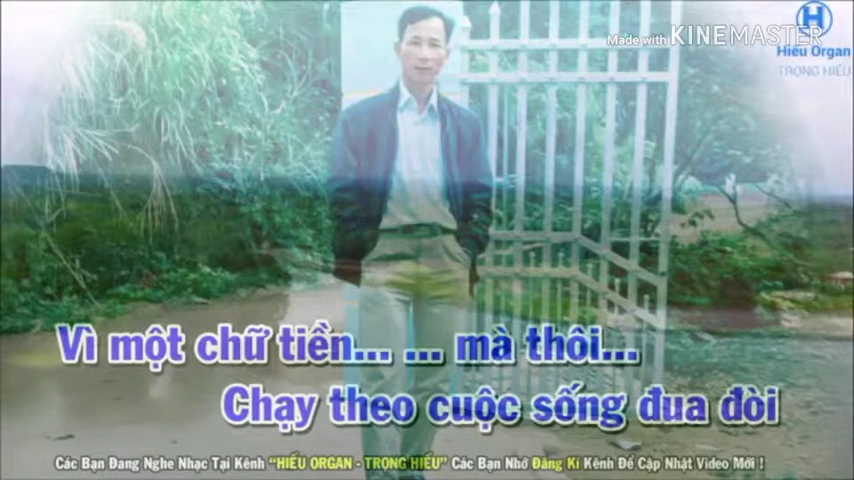 Made with KINEMASTER
H
Hiếu Organ
TRỌNG HIẾU
Vì một chữ tiền... ... mà thôi...
Chạy theo cuộc sống đua đòi
Các Bạn Đang Nghe Nhạc Tại Kênh “HIẾU ORGAN - TRỌNG HIẾU” Các Bạn Nhớ Đăng Kí Kênh Để Cập Nhật Video Mới !